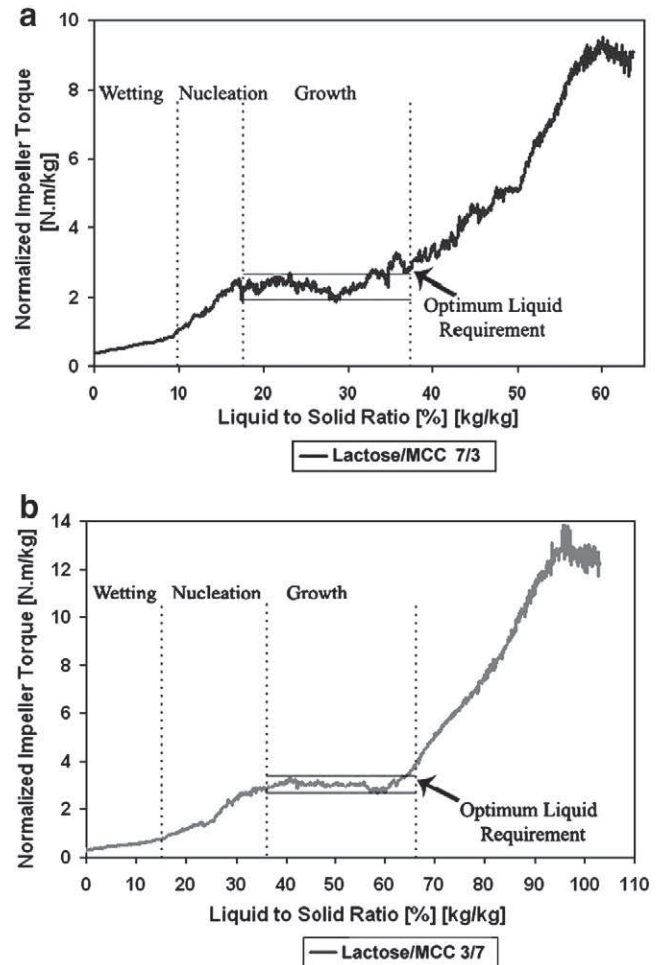 a
Normalized Impeller Torque
[N.m/kg]
10
8
6
4
2
0
Wetting Nucleation Growth
Optimum Liquid
Requirement
0 10 20 30 40 50 60
Liquid to Solid Ratio [%] [kg/kg]
Lactose/MCC 7/3
b
Normalized Impeller Torque [N.m/kg]
14
12
10
8
6
4
2
0
Wetting Nucleation Growth
Optimum Liquid
Requirement
0 10 20 30 40 50 60 70 80 90 100 110
Liquid to Solid Ratio [%] [kg/kg]
Lactose/MCC 3/7